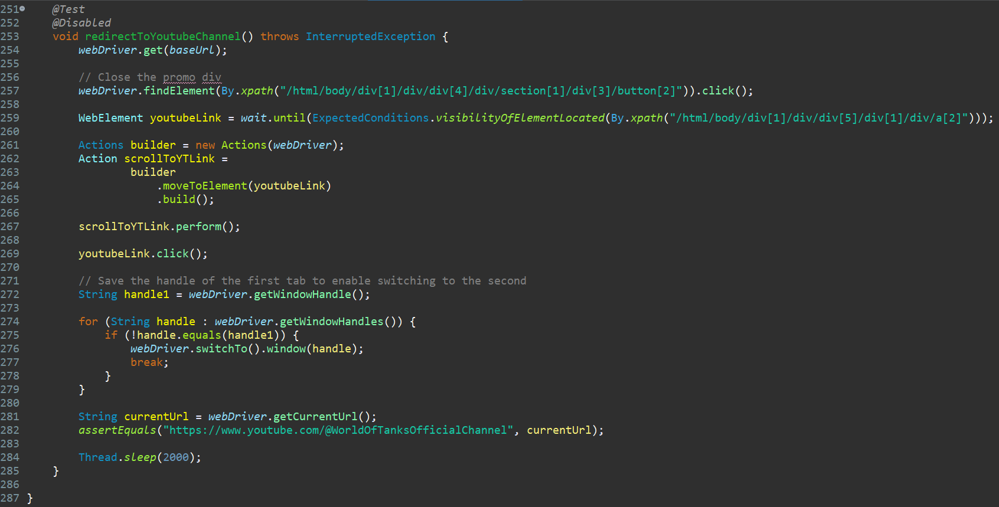 251 @Test
252 @Disabled
253 void redirectToYoutubeChannel() throws InterruptedException {
254 webDriver.get(baseUrl);
255
256 // Close the promo div
257 webDriver.findElement(By.xpath("/html/body/div[1]/div/div[4]/div/section[1]/div[3]/button[2]")).click();
258
259 WebElement youtubeLink = wait.until(ExpectedConditions.visibilityOfElementLocated(By.xpath("/html/body/div[1]/div/div[5]/div[1]/div/a[2]")));
260
261 Actions builder = new Actions(webDriver);
262 Action scrollToYTLink =
263 builder
264 .moveToElement(youtubeLink)
265 .build();
266
267 scrollToYTLink.perform();
268
269 youtubeLink.click();
270
271 // Save the handle of the first tab to enable switching to the second
272 String handle1 = webDriver.getWindowHandle();
273
274 for (String handle : webDriver.getWindowHandles()) {
275 if (!handle.equals(handle1)) {
276 webDriver.switchTo().window(handle);
277 break;
278 }
279 }
280
281 String currentUrl = webDriver.getCurrentUrl();
282 assertEquals("https://www.youtube.com/@WorldOfTanksOfficialChannel", currentUrl);
283
284 Thread.sleep(2000);
285 }
286
287 }